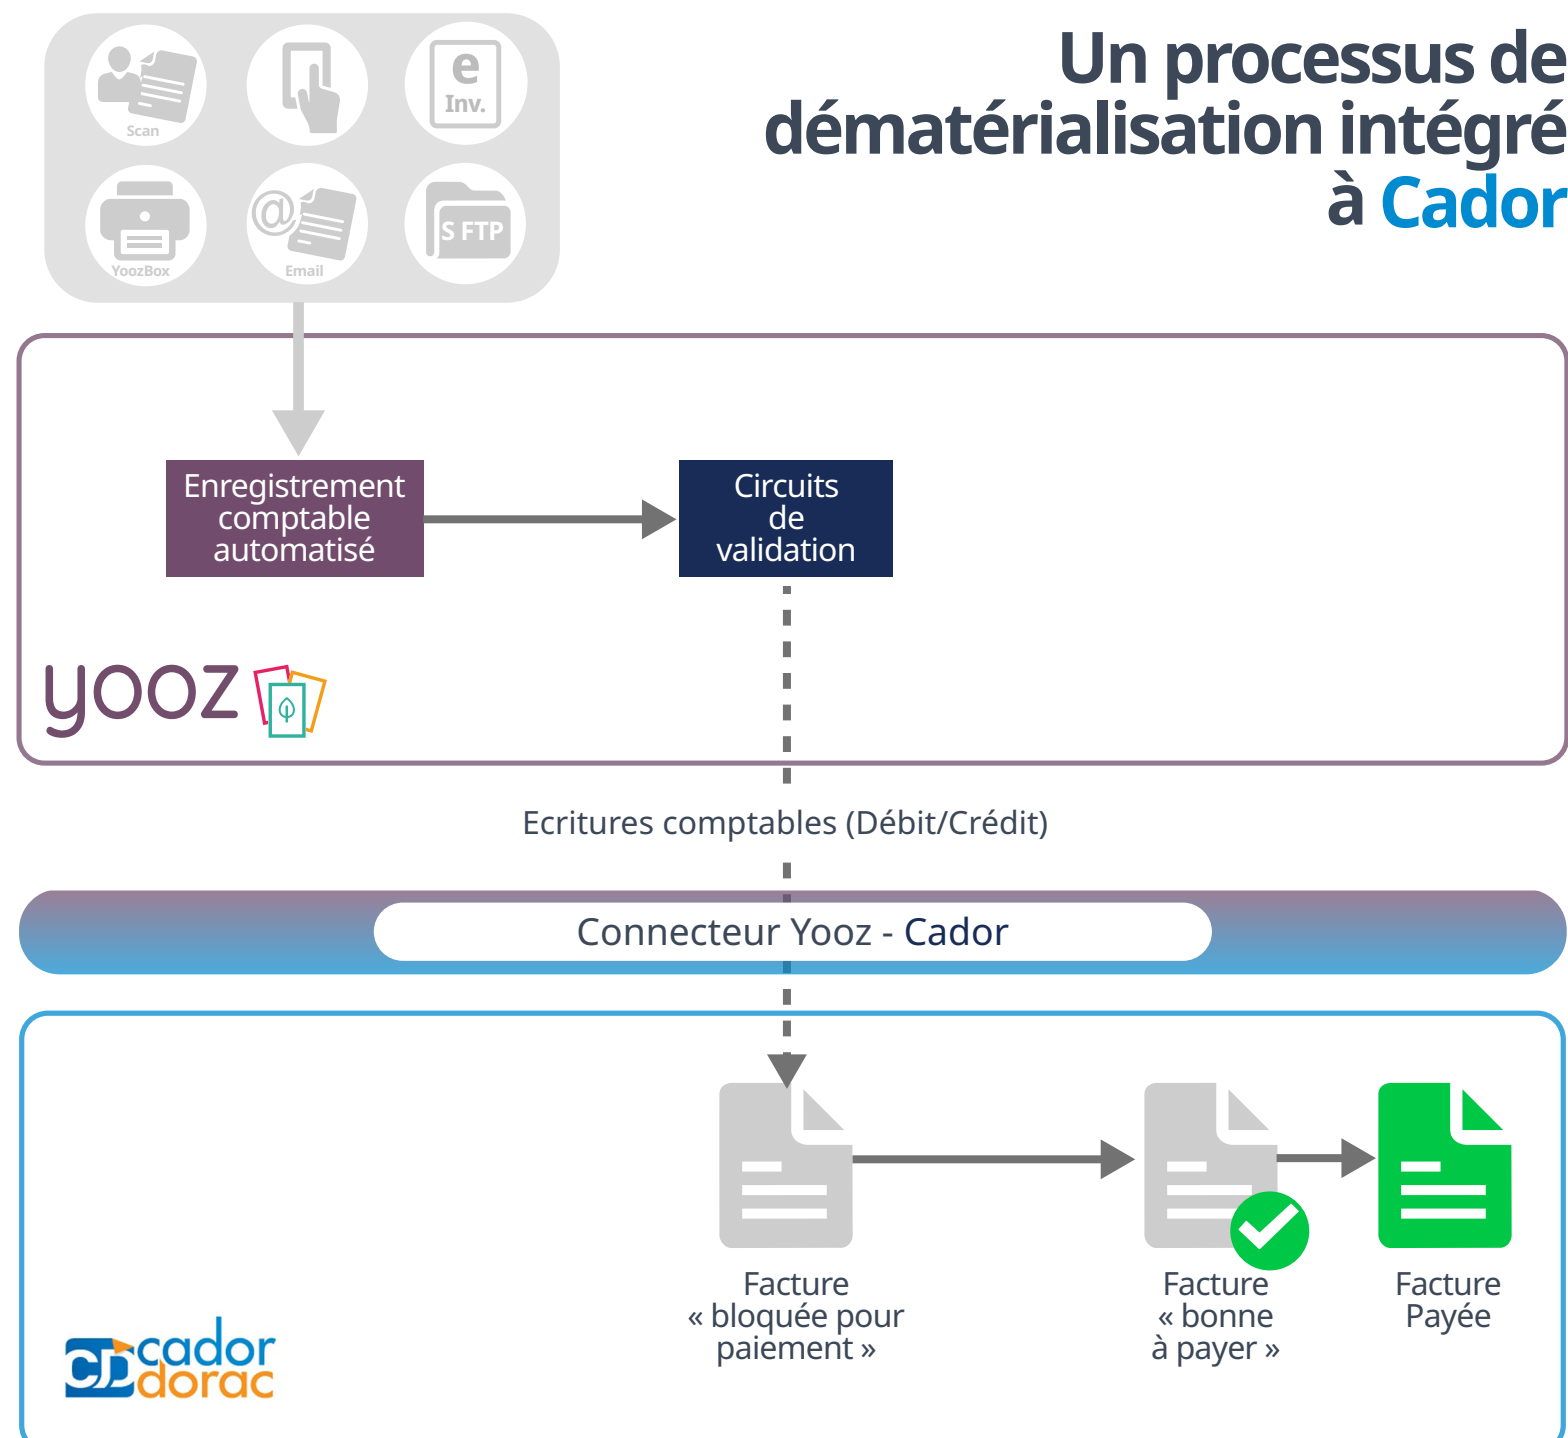 Un processus de
dématérialisation intégré
à Cador
Scan
e
Inv.
YoozBox
@
Email
S FTP
Enregistrement
comptable
automatisé
Circuits
de
validation
yooz
Ecritures comptables (Débit/Crédit)
Connecteur Yooz - Cador
Facture
« bloquée pour
paiement »
Facture
« bonne
à payer »
Facture
Payée
CD
cador
dorac